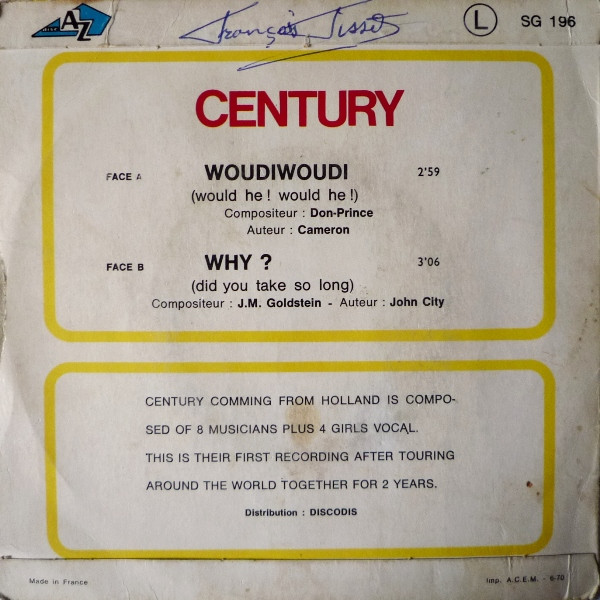 AZ
François Tisset
L SG 196
CENTURY
FACE A WOUDIWOUDI 2'59
(would he ! would he !)
Compositeur : Don-Prince
Auteur : Cameron
FACE B WHY ? 3'06
(did you take so long)
Compositeur : J.M. Goldstein - Auteur : John City
CENTURY COMMING FROM HOLLAND IS COMPO-
SED OF 8 MUSICIANS PLUS 4 GIRLS VOCAL.
THIS IS THEIR FIRST RECORDING AFTER TOURING
AROUND THE WORLD TOGETHER FOR 2 YEARS.
Distribution : DISCODIS
Made in France Imp. A.C.E.M. - 6-70